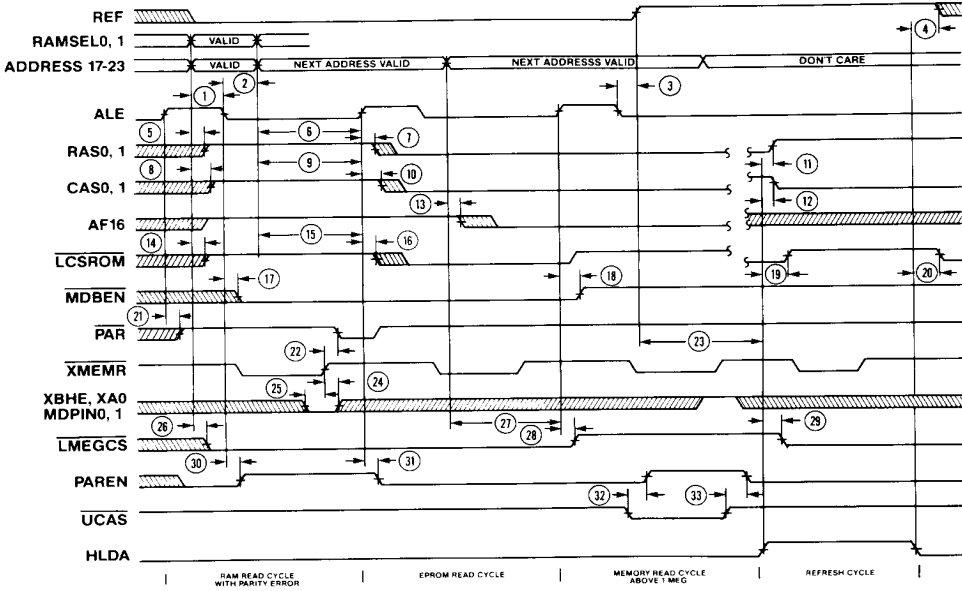 REF
4
RAMSEL0, 1
VALID
ADDRESS 17-23
VALID
NEXT ADDRESS VALID
NEXT ADDRESSS VALID
DON'T CARE
2
1
3
ALE
5
6
7
RAS0, 1
8
9
10
11
CAS0, 1
13
12
AF16
14
15
16
LCSROM
17
18
19
20
MDBEN
21
PAR
22
23
XMEMR
25
24
XBHE, XA0
MDPIN0, 1
26
27
28
29
LMEGCS
30
31
PAREN
32
33
UCAS
HLDA
RAM READ CYCLE
WITH PARITY ERROR
EPROM READ CYCLE
MEMORY READ CYCLE
ABOVE 1 MEG
REFRESH CYCLE